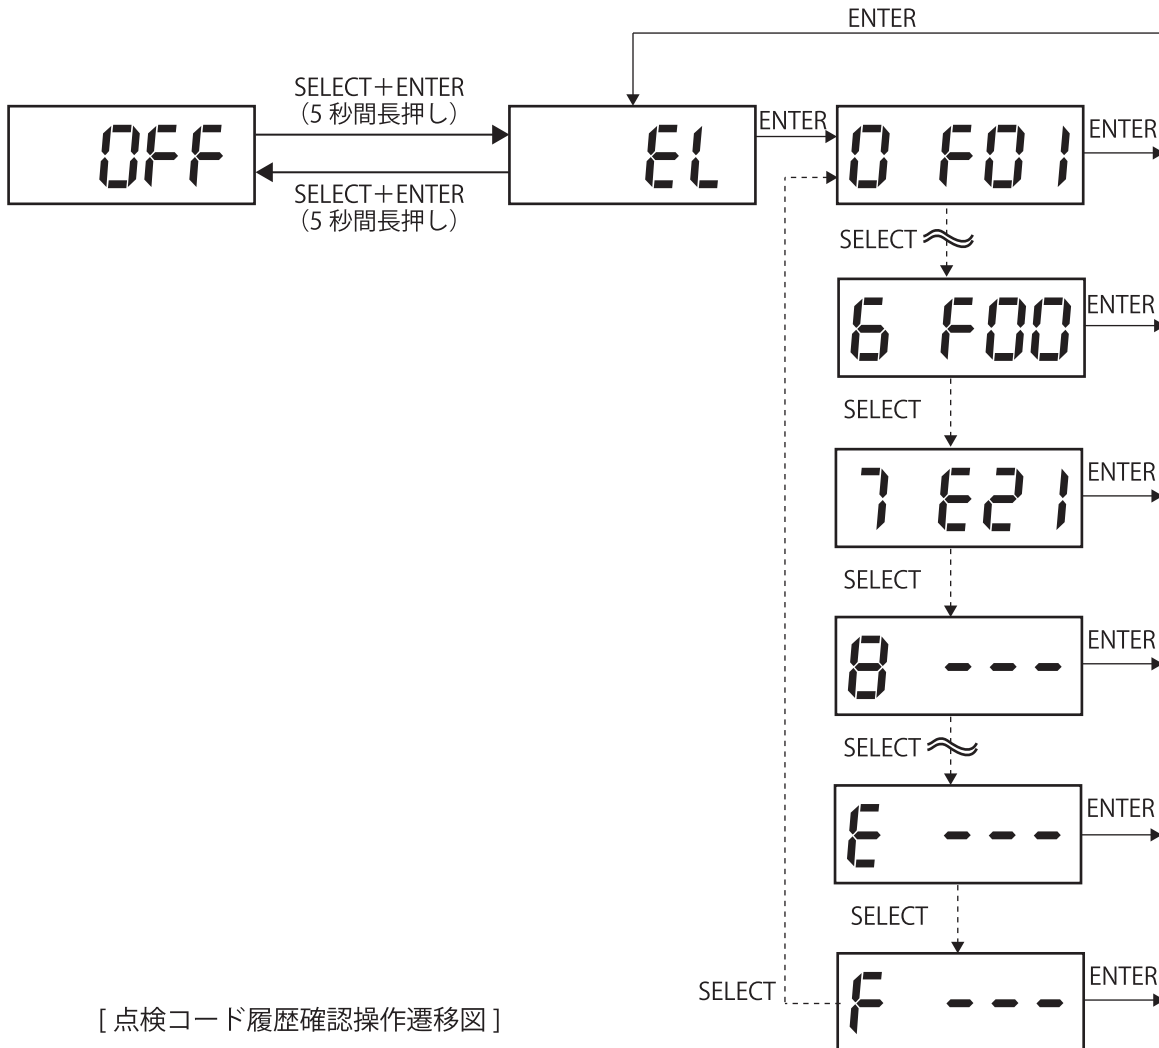 ENTER
SELECT+ENTER
（5 秒間長押し）
OFF
SELECT+ENTER
（5 秒間長押し）
EL
ENTER
0 F01
ENTER
SELECT
6 F00
ENTER
SELECT
7 E21
ENTER
SELECT
8 ---
ENTER
SELECT
E ---
ENTER
SELECT
F ---
ENTER
SELECT
[ 点検コード履歴確認操作遷移図 ]